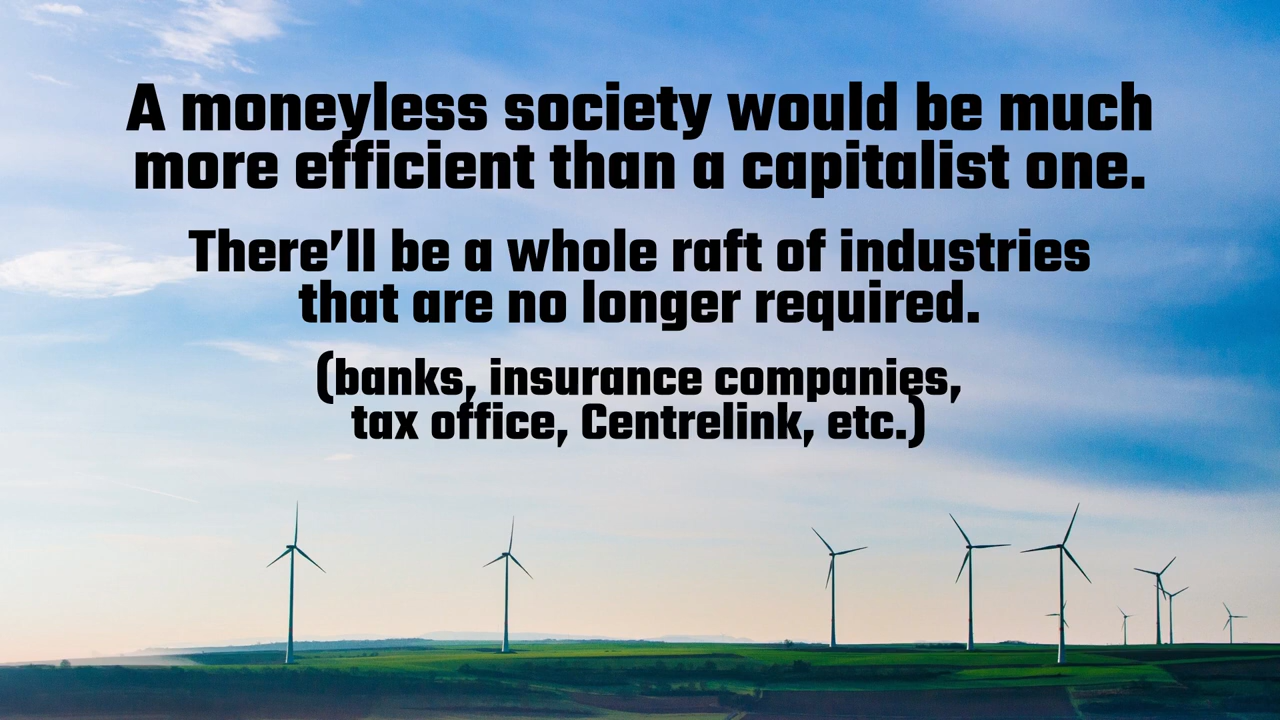 A moneyless society would be much
more efficient than a capitalist one.
There’ll be a whole raft of industries
that are no longer required.
(banks, insurance companies,
tax office, Centrelink, etc.)